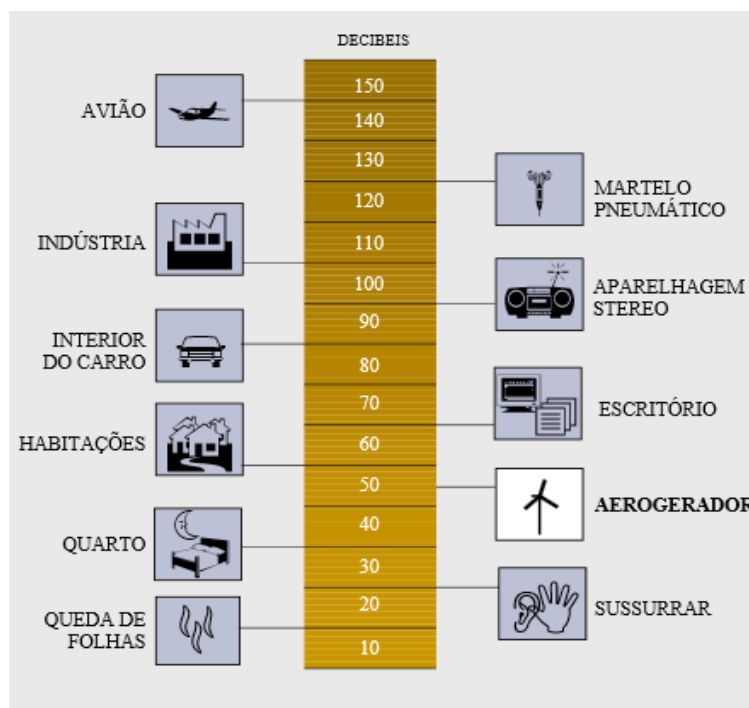 DECIBEIS
150
AVIÃO
140
130
MARTELO
PNEUMÁTICO
120
INDÚSTRIA
110
100
APARELHAGEM
STEREO
90
INTERIOR
DO CARRO
80
70
ESCRITÓRIO
HABITAÇÕES
60
50
AEROGERADOR
40
QUARTO
30
20
SUSSURRAR
QUEDA DE
FOLHAS
10